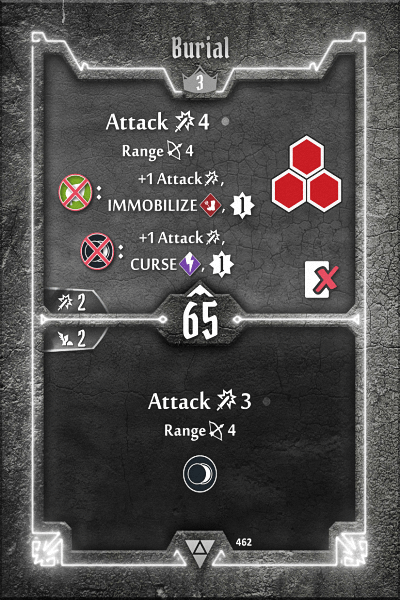 Burial
3
Attack 4
Range 4
: +1 Attack,
IMMOBILIZE , 1
: +1 Attack,
CURSE , 1
2
65
2
Attack 3
Range 4
462